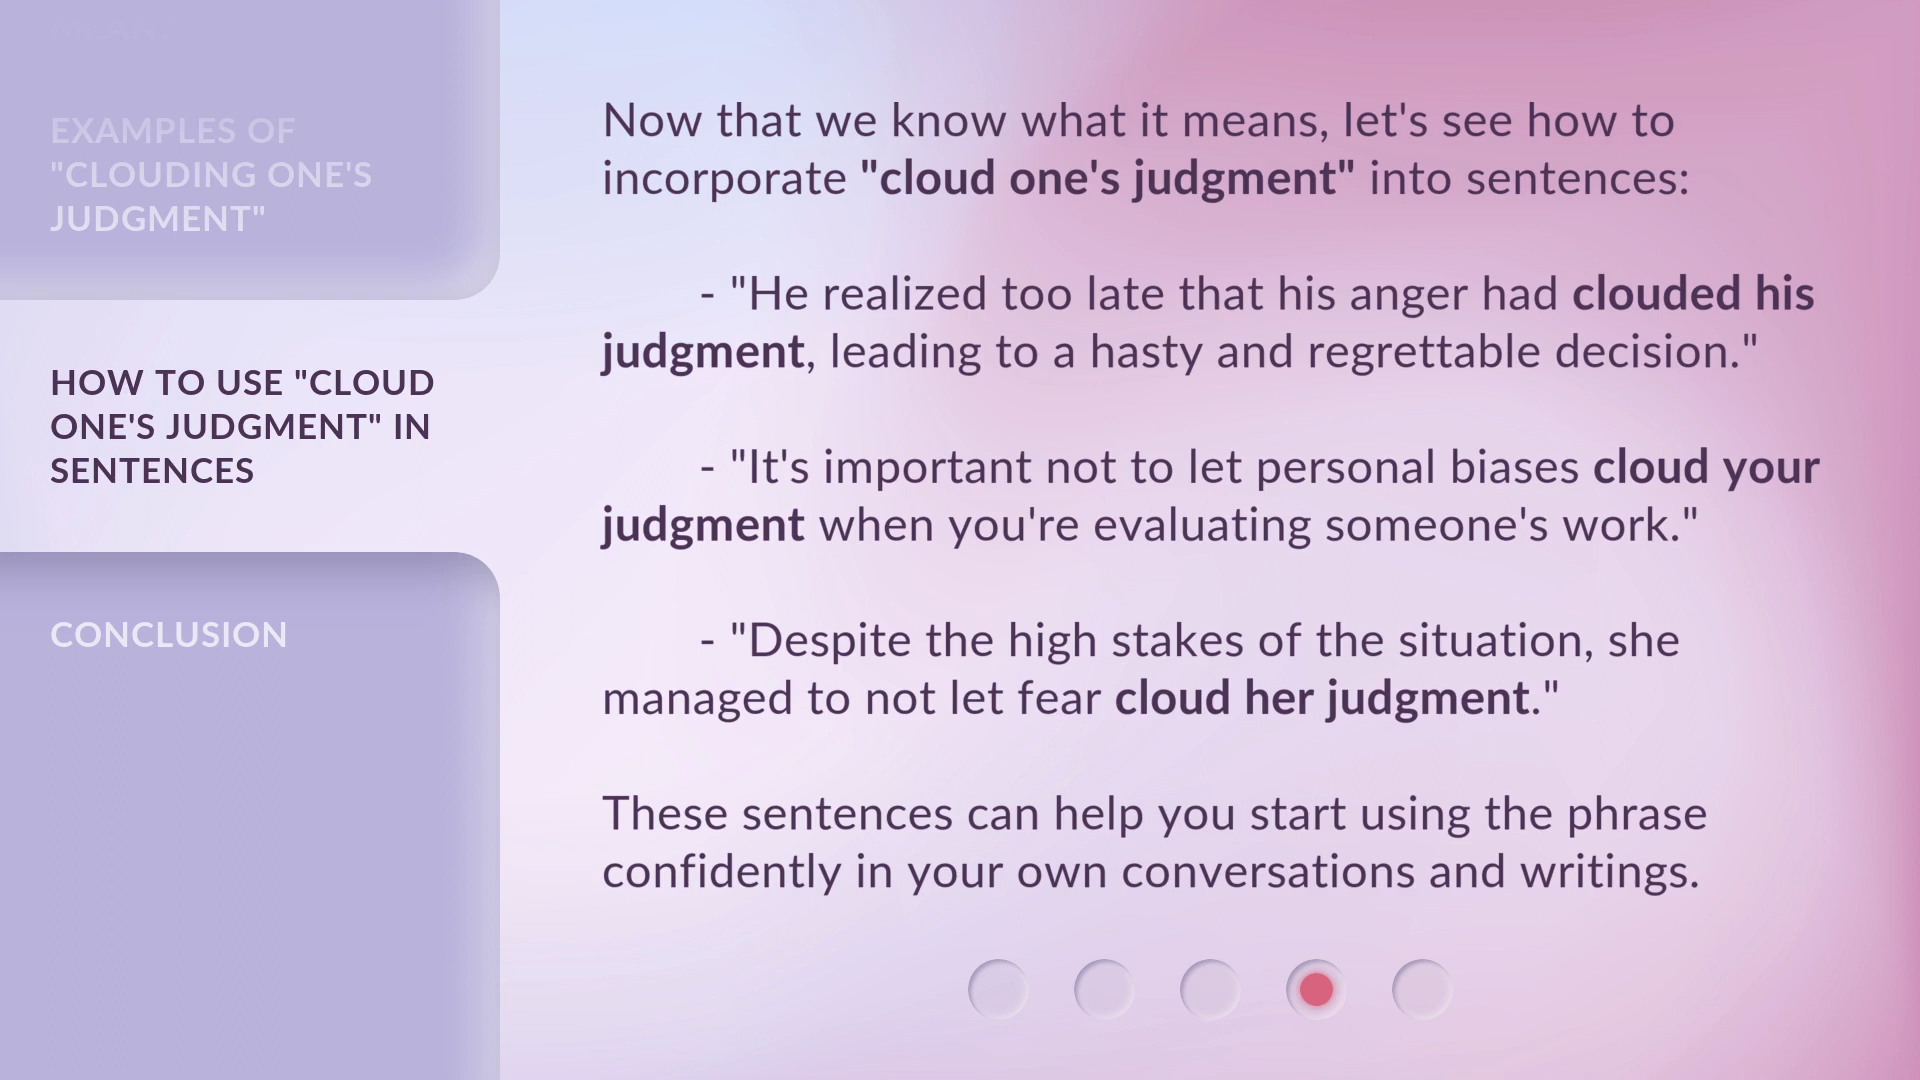 EXAMPLES OF
"CLOUDING ONE'S
JUDGMENT"
HOW TO USE "CLOUD
ONE'S JUDGMENT" IN
SENTENCES
CONCLUSION
Now that we know what it means, let's see how to
incorporate "cloud one's judgment" into sentences:
- "He realized too late that his anger had clouded his
judgment, leading to a hasty and regrettable decision."
- "It's important not to let personal biases cloud your
judgment when you're evaluating someone's work."
- "Despite the high stakes of the situation, she
managed to not let fear cloud her judgment."
These sentences can help you start using the phrase
confidently in your own conversations and writings.